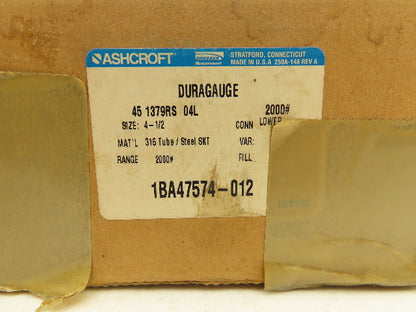 ASHCROFT
STRATFORD, CONNECTICUT
MADE IN U.S.A 250A-148 REV A
DURAGAUGE
45 1379RS 04L 2000#
SIZE: 4-1/2 CONN LOWER
MAT'L 316 Tube / Steel SKT VAR:
RANGE 2000# FILL
1BA47574-012